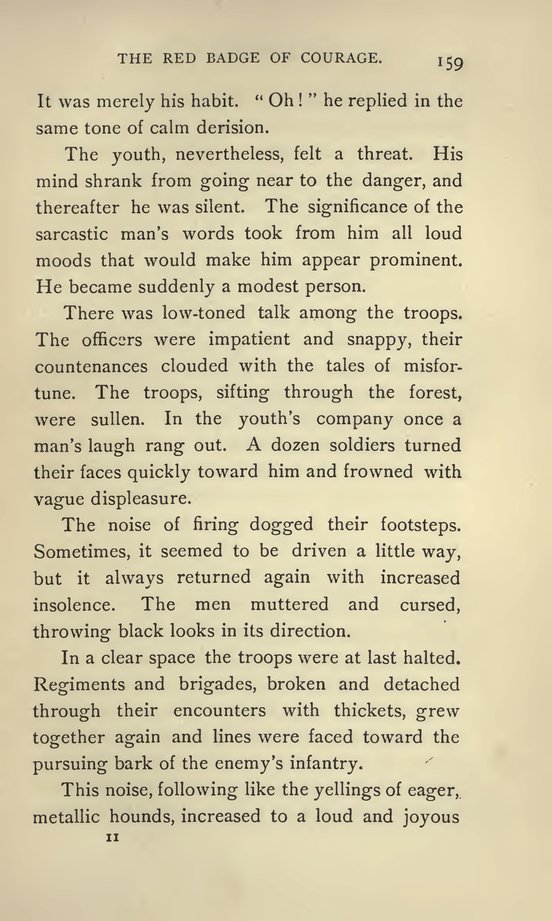 THE RED BADGE OF COURAGE. 159
It was merely his habit. “ Oh ! ” he replied in the
same tone of calm derision.
The youth, nevertheless, felt a threat. His
mind shrank from going near to the danger, and
thereafter he was silent. The significance of the
sarcastic man's words took from him all loud
moods that would make him appear prominent.
He became suddenly a modest person.
There was low-toned talk among the troops.
The officers were impatient and snappy, their
countenances clouded with the tales of misfor-
tune. The troops, sifting through the forest,
were sullen. In the youth's company once a
man's laugh rang out. A dozen soldiers turned
their faces quickly toward him and frowned with
vague displeasure.
The noise of firing dogged their footsteps.
Sometimes, it seemed to be driven a little way,
but it always returned again with increased
insolence. The men muttered and cursed,
throwing black looks in its direction.
In a clear space the troops were at last halted.
Regiments and brigades, broken and detached
through their encounters with thickets, grew
together again and lines were faced toward the
pursuing bark of the enemy's infantry.
This noise, following like the yellings of eager,
metallic hounds, increased to a loud and joyous
11